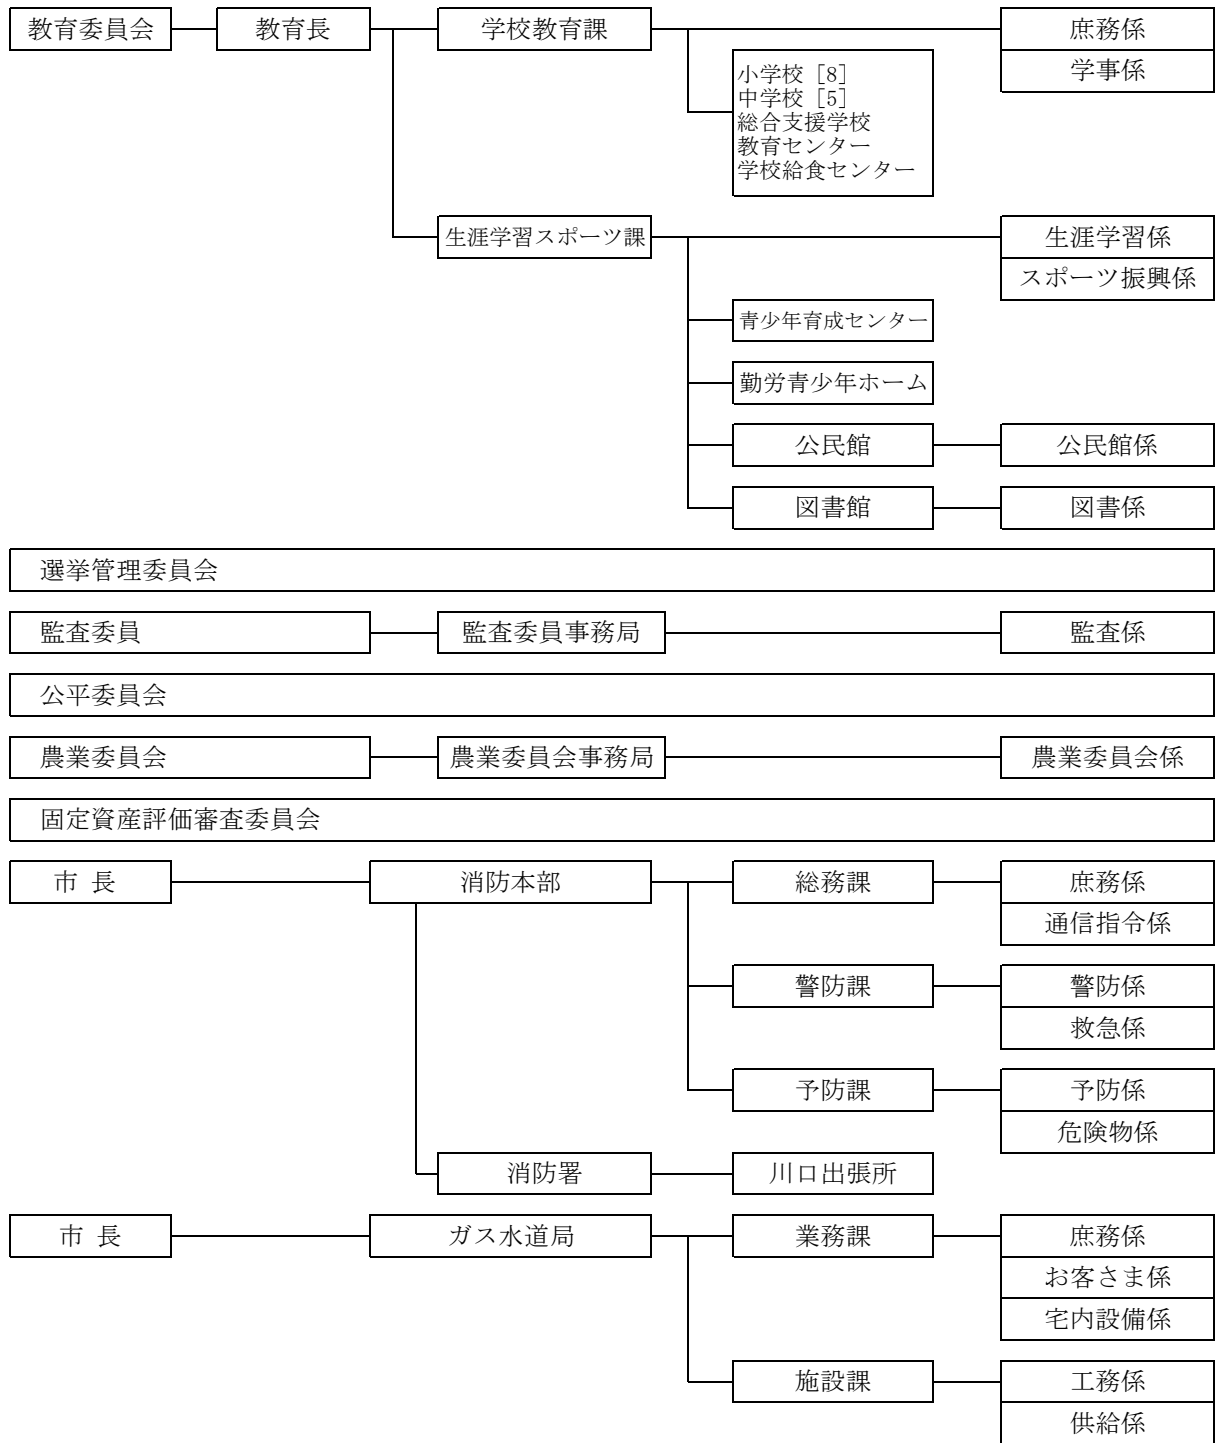 教育委員会 教育長 学校教育課 庶務係
学事係
小学校［8］
中学校［5］
総合支援学校
教育センター
学校給食センター
生涯学習スポーツ課 生涯学習係
スポーツ振興係
青少年育成センター
勤労青少年ホーム
公民館 公民館係
図書館 図書係
選挙管理委員会
監査委員 監査委員事務局 監査係
公平委員会
農業委員会 農業委員会事務局 農業委員会係
固定資産評価審査委員会
市 長 消防本部 総務課 庶務係
通信指令係
警防課 警防係
救急係
予防課 予防係
危険物係
消防署 川口出張所
市 長 ガス水道局 業務課 庶務係
お客さま係
宅内設備係
施設課 工務係
供給係